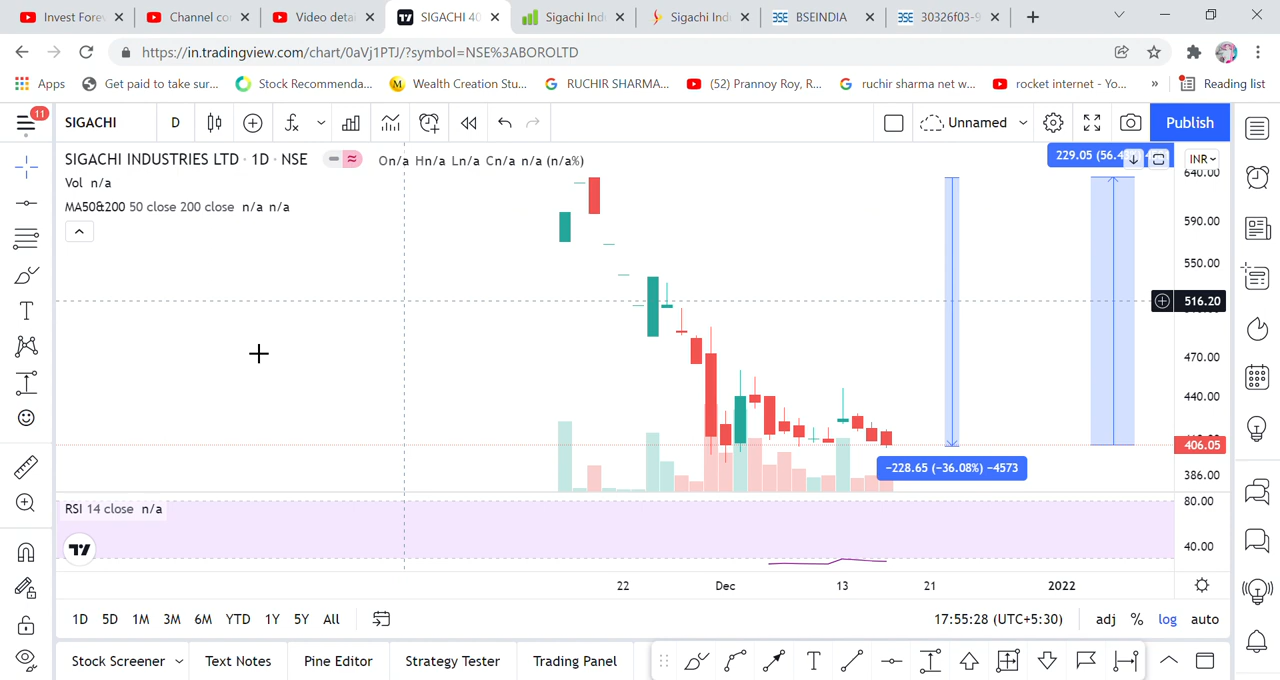 Invest Fore
Channel co
Video detai
SIGACHI 40
Sigachi Ind
Sigachi Ind
BSEINDIA
30326f03-9
https://in.tradingview.com/chart/0aVj1PTJ/?symbol=NSE%3ABOROLTD
Apps
Get paid to take sur...
Stock Recommenda...
Wealth Creation Stu...
RUCHIR SHARMA...
(52) Prannoy Roy, R...
ruchir sharma net w...
rocket internet - Yo...
»
Reading list
11
SIGACHI
D
Unnamed
Publish
SIGACHI INDUSTRIES LTD · 1D · NSE
On/a Hn/a Ln/a Cn/a n/a (n/a%)
Vol n/a
MA50&200 50 close 200 close n/a n/a
229.05 (56.4
INR
640.00
590.00
550.00
516.20
470.00
440.00
406.05
386.00
−228.65 (−36.08%) −4573
RSI 14 close n/a
80.00
40.00
22
Dec
13
21
2022
1D
5D
1M
3M
6M
YTD
1Y
5Y
All
17:55:28 (UTC+5:30)
adj
%
log
auto
Stock Screener
Text Notes
Pine Editor
Strategy Tester
Trading Panel